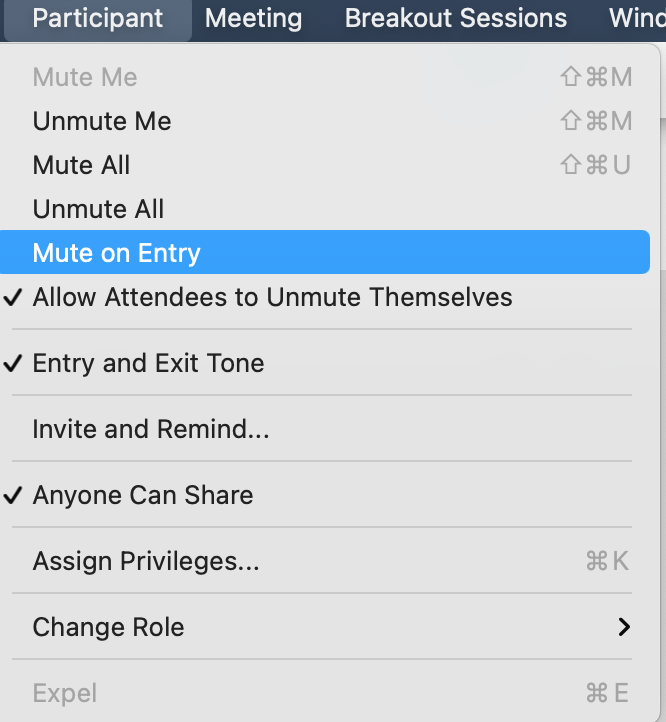 Participant Meeting Breakout Sessions Wind
Mute Me ⇧⌘M
Unmute Me ⇧⌘M
Mute All ⇧⌘U
Unmute All
Mute on Entry
✓ Allow Attendees to Unmute Themselves
✓ Entry and Exit Tone
Invite and Remind...
✓ Anyone Can Share
Assign Privileges... ⌘K
Change Role >
Expel ⌘E